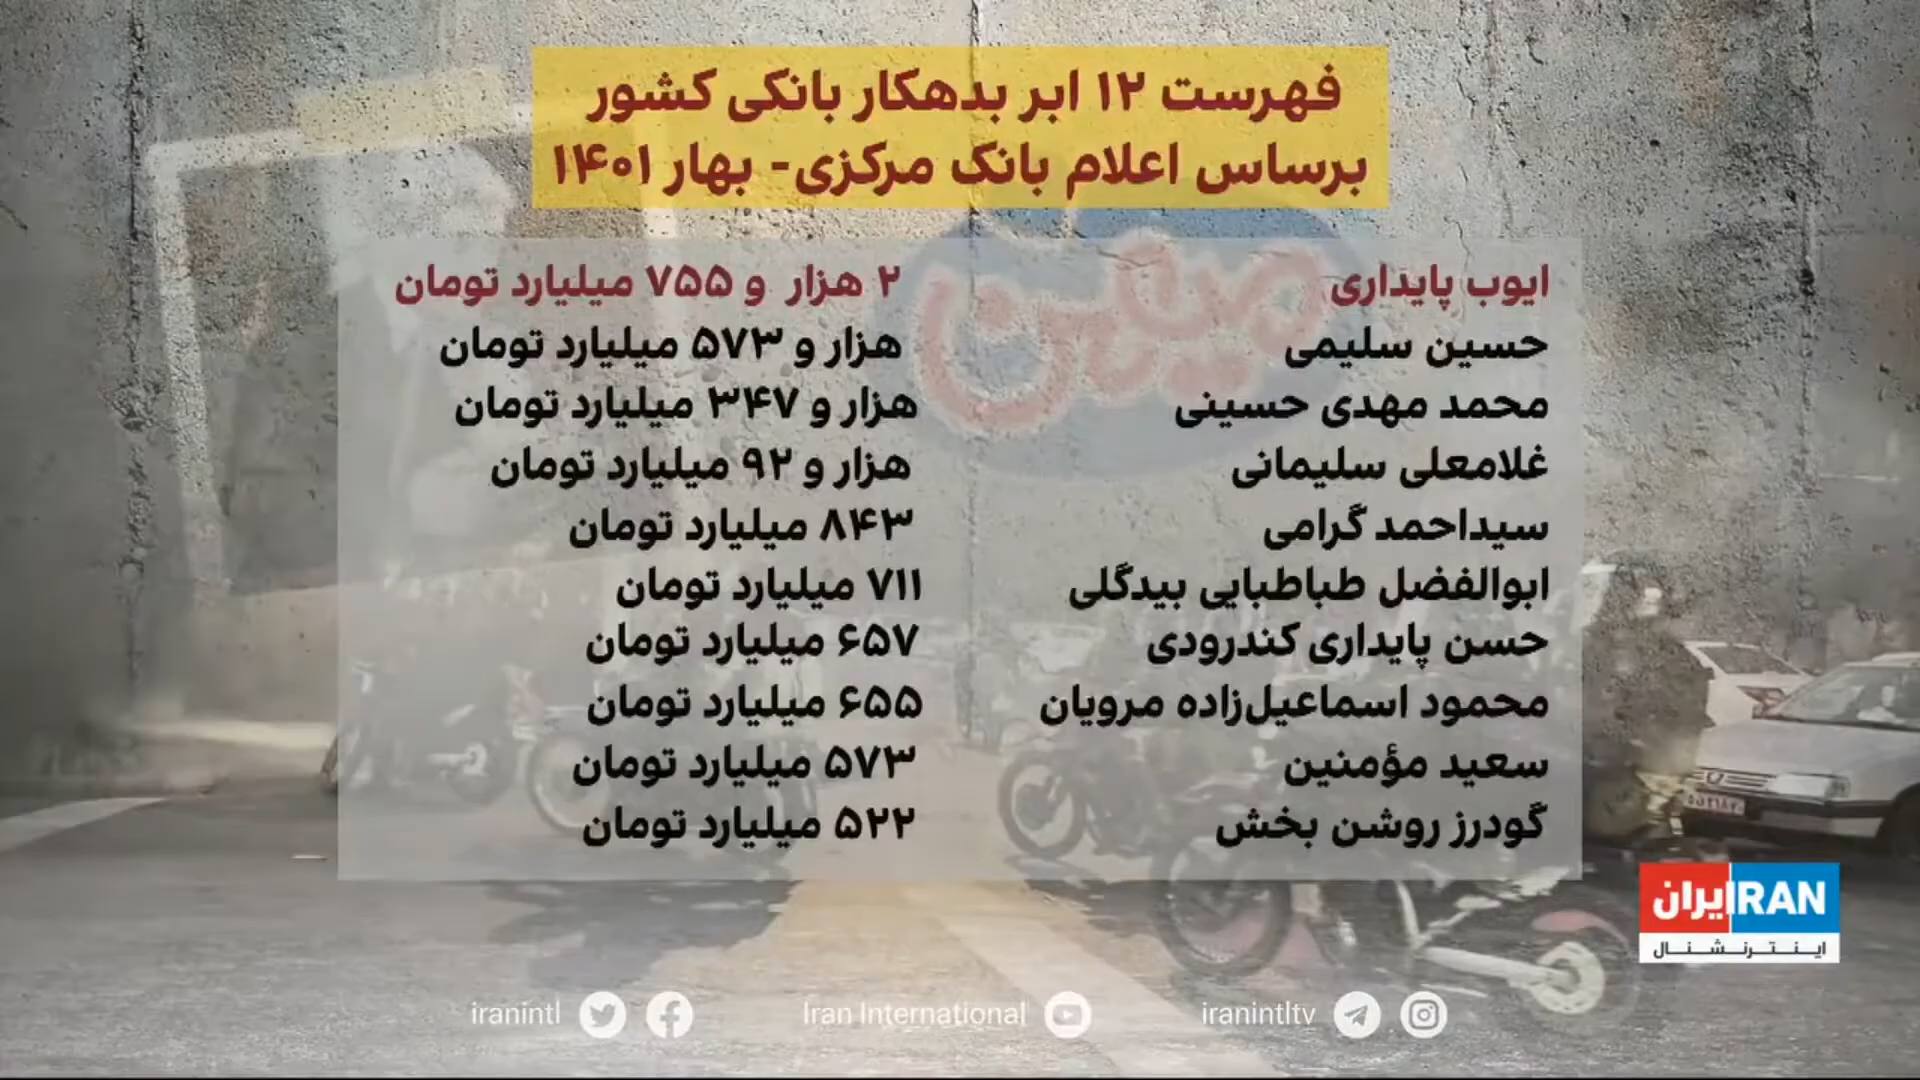 فهرست ۱۲ ابر بدهکار بانکی کشور
برساس اعلام بانک مرکزی- بهار ۱۴۰۱
میهن
ایوب پایداری ۲ هزار و ۷۵۵ میلیارد تومان
حسین سلیمی هزار و ۵۷۳ میلیارد تومان
محمد مهدی حسینی هزار و ۳۴۷ میلیارد تومان
غلامعلی سلیمانی هزار و ۹۲ میلیارد تومان
سیداحمد گرامی ۸۴۳ میلیارد تومان
ابوالفضل طباطبایی بیدگلی ۷۱۱ میلیارد تومان
حسن پایداری کندرودی ۶۵۷ میلیارد تومان
محمود اسماعیل‌زاده مرویان ۶۵۵ میلیارد تومان
سعید مؤمنین ۵۷۳ میلیارد تومان
گودرز روشن بخش ۵۲۲ میلیارد تومان
ایران IRAN
اینترنشنال
iranintl Iran International iranintltv